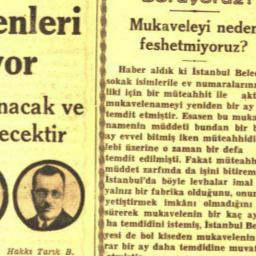 enleri
yor
nacak ve
ecektir
Hakkı Tarık B.
Soruyoruz?
Mukaveleyi neden
feshetmiyoruz?
Haber aldık ki İstanbul Bele
sokak isimlerile ev numaralarını
liki için bir müteahhit ile akt
mukavelenameyi yeniden bir ay
temdit etmiştir. Esasen bu muka
namenin müddeti bundan bir b
ay evvel bitmiş iken müteahhidi
lebi üzerine o zaman bir defa
temdit edilmişti. Fakat müteahh
müddet zarfında da işini bitirem
İstanbul'da böyle levhalar imal
yalnız bir fabrika olduğunu, onun
yetiştirmek imkânı olmadığını
sürerek mukavelenin bir kaç ay
ha temdidini istemiş, İstanbul Be
yesi de bol kiseden mukavelenin
rar bir ay daha temdidine muva